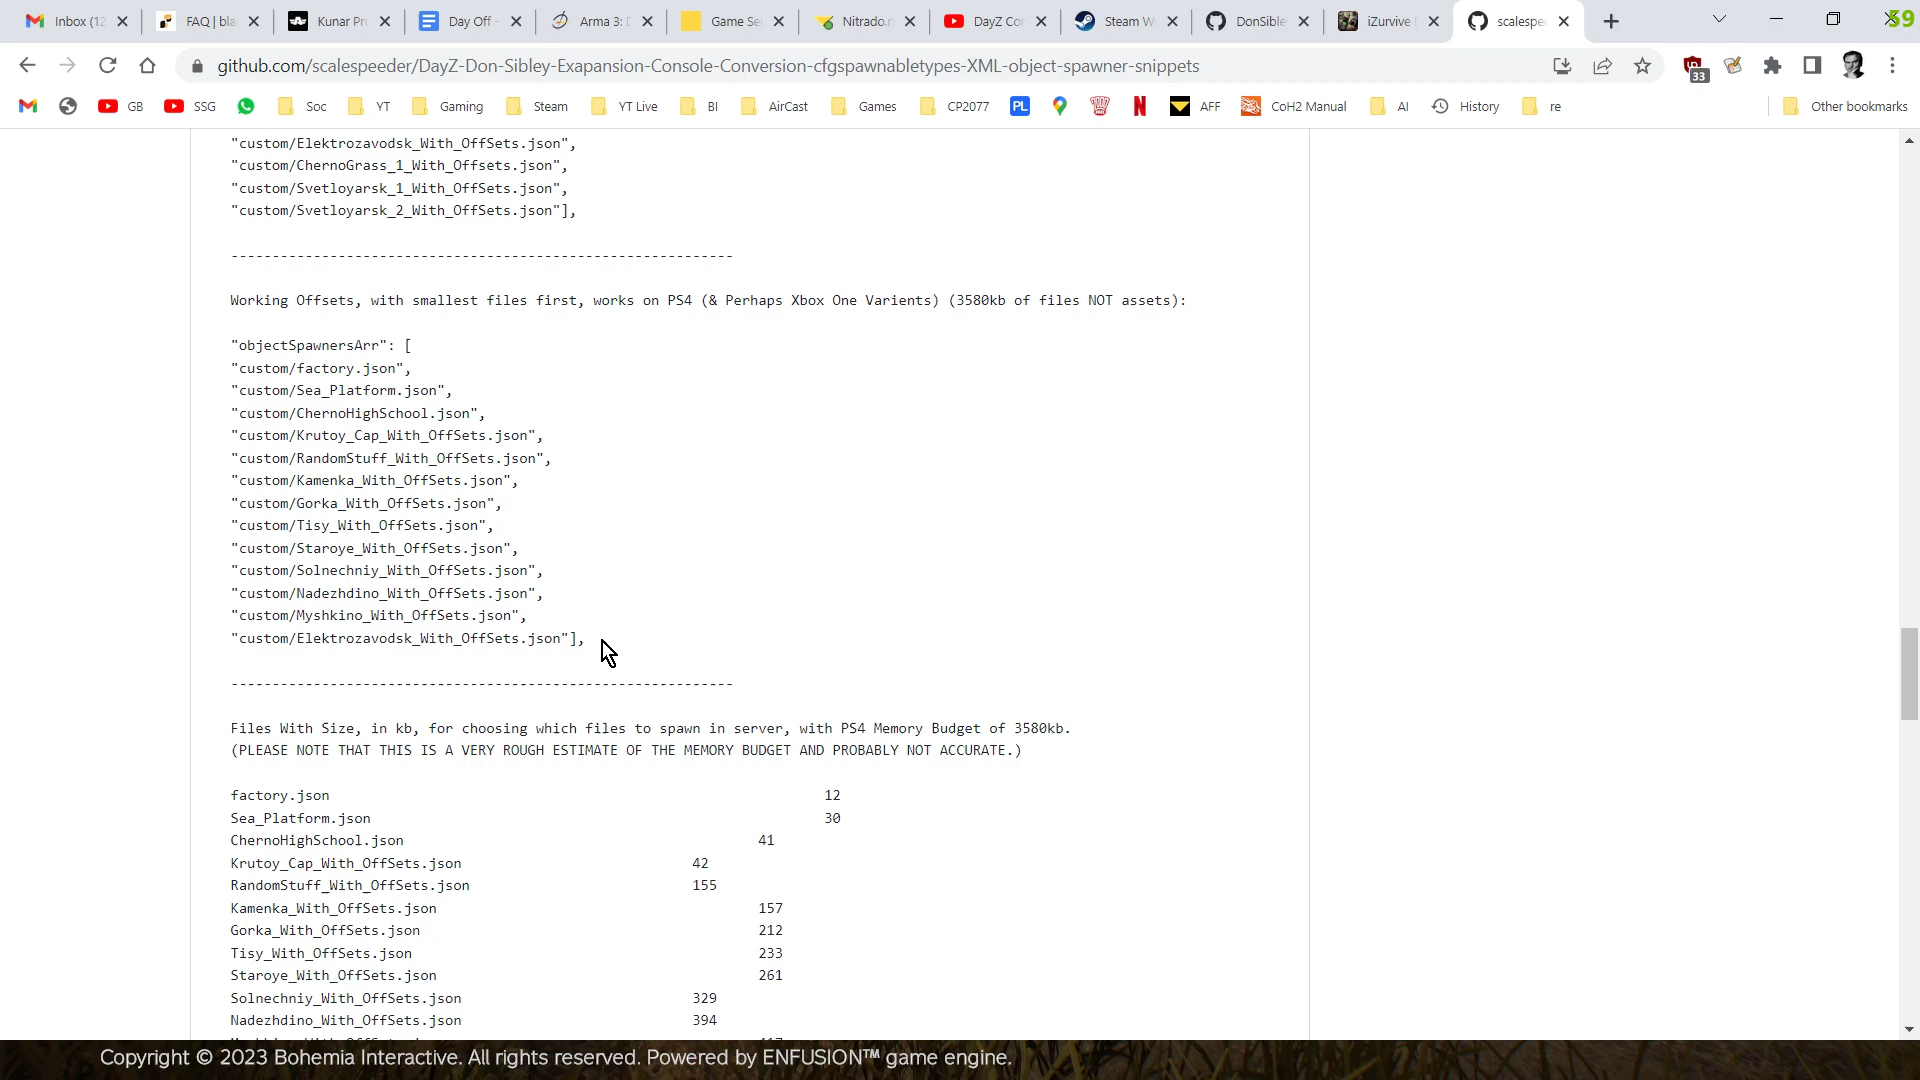 Inbox (12
FAQ | bla
Kunar Pr
Day Off -
Arma 3: D
Game Se
Nitrado.n
DayZ Co
Steam W
DonSible
iZurvive
scalespee
59
github.com/scalespeeder/DayZ-Don-Sibley-Exapansion-Console-Conversion-cfgspawnabletypes-XML-object-spawner-snippets
33
GB
SSG
Soc
YT
Gaming
Steam
YT Live
BI
AirCast
Games
CP2077
PL
AFF
CoH2 Manual
AI
History
re
Other bookmarks
"custom/Elektrozavodsk_With_OffSets.json",
"custom/ChernoGrass_1_With_Offsets.json",
"custom/Svetloyarsk_1_With_OffSets.json",
"custom/Svetloyarsk_2_With_OffSets.json"],
-------------------------------------------------------------
Working Offsets, with smallest files first, works on PS4 (& Perhaps Xbox One Varients) (3580kb of files NOT assets):
"objectSpawnersArr": [
"custom/factory.json",
"custom/Sea_Platform.json",
"custom/ChernoHighSchool.json",
"custom/Krutoy_Cap_With_OffSets.json",
"custom/RandomStuff_With_OffSets.json",
"custom/Kamenka_With_OffSets.json",
"custom/Gorka_With_OffSets.json",
"custom/Tisy_With_OffSets.json",
"custom/Staroye_With_OffSets.json",
"custom/Solnechniy_With_OffSets.json",
"custom/Nadezhdino_With_OffSets.json",
"custom/Myshkino_With_OffSets.json",
"custom/Elektrozavodsk_With_OffSets.json"],
-------------------------------------------------------------
Files With Size, in kb, for choosing which files to spawn in server, with PS4 Memory Budget of 3580kb.
(PLEASE NOTE THAT THIS IS A VERY ROUGH ESTIMATE OF THE MEMORY BUDGET AND PROBABLY NOT ACCURATE.)
factory.json 12
Sea_Platform.json 30
ChernoHighSchool.json 41
Krutoy_Cap_With_OffSets.json 42
RandomStuff_With_OffSets.json 155
Kamenka_With_OffSets.json 157
Gorka_With_OffSets.json 212
Tisy_With_OffSets.json 233
Staroye_With_OffSets.json 261
Solnechniy_With_OffSets.json 329
Nadezhdino_With_OffSets.json 394
Copyright © 2023 Bohemia Interactive. All rights reserved. Powered by ENFUSION™ game engine.